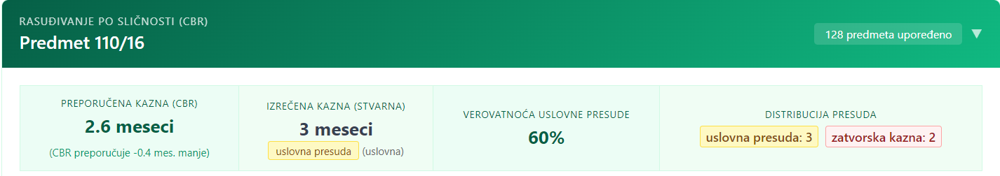 RASUĐIVANJE PO SLIČNOSTI (CBR)
Predmet 110/16
128 predmeta upoređeno ▼
PREPORUČENA KAZNA (CBR)
2.6 meseci
(CBR preporučuje -0.4 mes. manje)
IZREČENA KAZNA (STVARNA)
3 meseci
uslovna presuda (uslovna)
VEROVATNOĆA USLOVNE PRESUDE
60%
DISTRIBUCIJA PRESUDA
uslovna presuda: 3 zatvorska kazna: 2